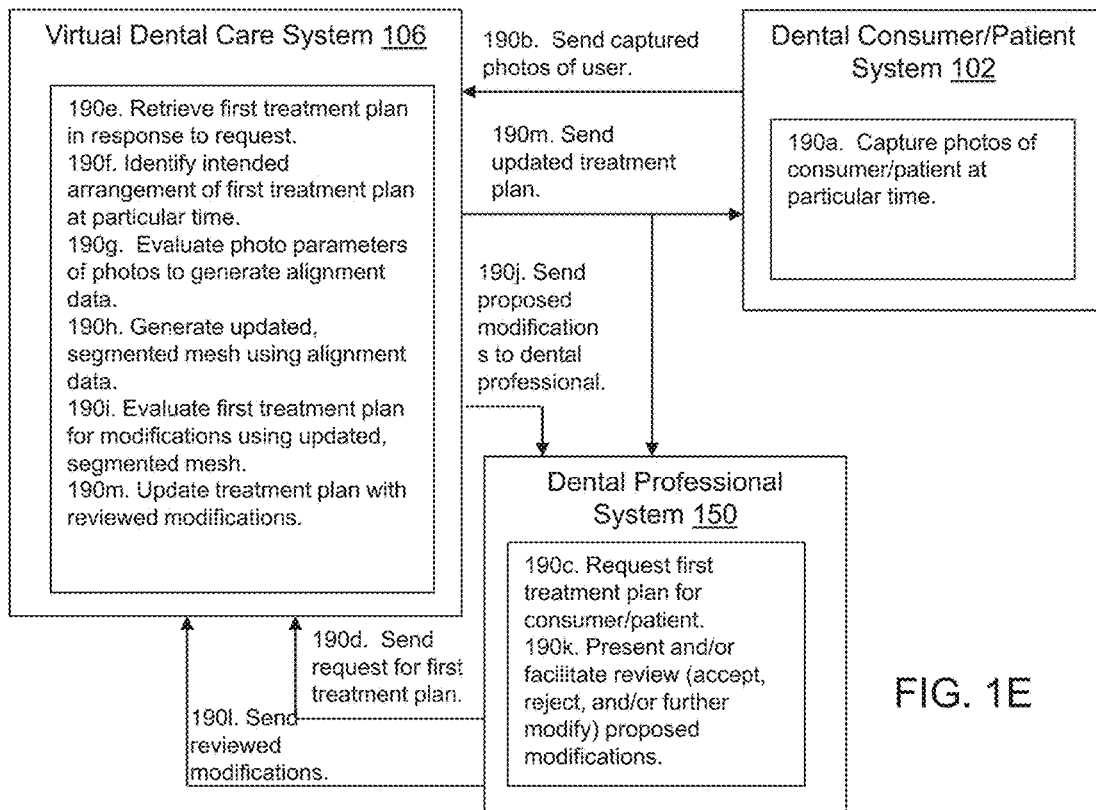 Virtual Dental Care System 106
190e. Retrieve first treatment plan
in response to request.
190f. Identify intended
arrangement of first treatment plan
at particular time.
190g. Evaluate photo parameters
of photos to generate alignment
data.
190h. Generate updated,
segmented mesh using alignment
data.
190i. Evaluate first treatment plan
for modifications using updated,
segmented mesh.
190m. Update treatment plan with
reviewed modifications.
190b. Send captured
photos of user.
190m. Send
updated treatment
plan.
190j. Send
proposed
modification
s to dental
professional.
Dental Consumer/Patient
System 102
190a. Capture photos of
consumer/patient at
particular time.
Dental Professional
System 150
190c. Request first
treatment plan for
consumer/patient.
190k. Present and/or
facilitate review (accept,
reject, and/or further
modify) proposed
modifications.
190d. Send
request for first
treatment plan.
190l. Send
reviewed
modifications.
FIG. 1E